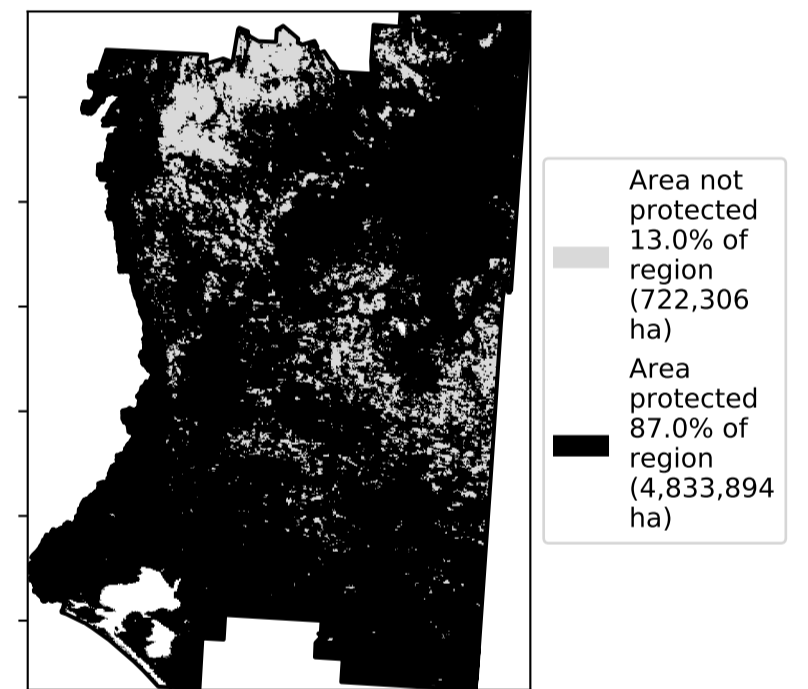 Area not
protected
13.0% of
region
(722,306
ha)
Area
protected
87.0% of
region
(4,833,894
ha)